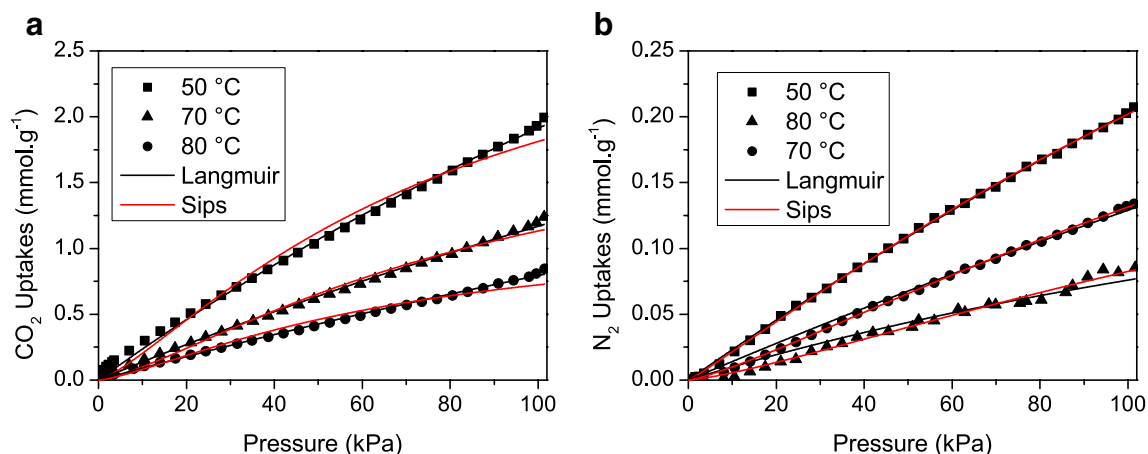 a
2.5
2.0
1.5
1.0
0.5
0.0
CO2 Uptakes (mmol.g-1)
50 °C
70 °C
80 °C
Langmuir
Sips
0 20 40 60 80 100
Pressure (kPa)
b
0.25
0.20
0.15
0.10
0.05
0.00
N2 Uptakes (mmol.g-1)
50 °C
80 °C
70 °C
Langmuir
Sips
0 20 40 60 80 100
Pressure (kPa)